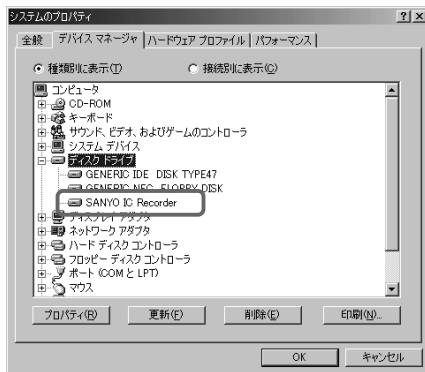 システムのプロパティ
全般 デバイス マネージャ ハードウェア プロファイル パフォーマンス
種類別に表示(T) 接続別に表示(C)
コンピュータ
CD-ROM
キーボード
サウンド、ビデオ、およびゲームのコントローラ
システム デバイス
ディスク ドライブ
GENERIC IDE DISK TYPE47
GENERIC NEC FLOPPY DISK
SANYO IC Recorder
ディスプレイ アダプタ
ネットワーク アダプタ
ハード ディスク コントローラ
フロッピー ディスク コントローラ
ポート (COM と LPT)
マウス
プロパティ(R) 更新(F) 削除(E) 印刷(N)...
OK キャンセル